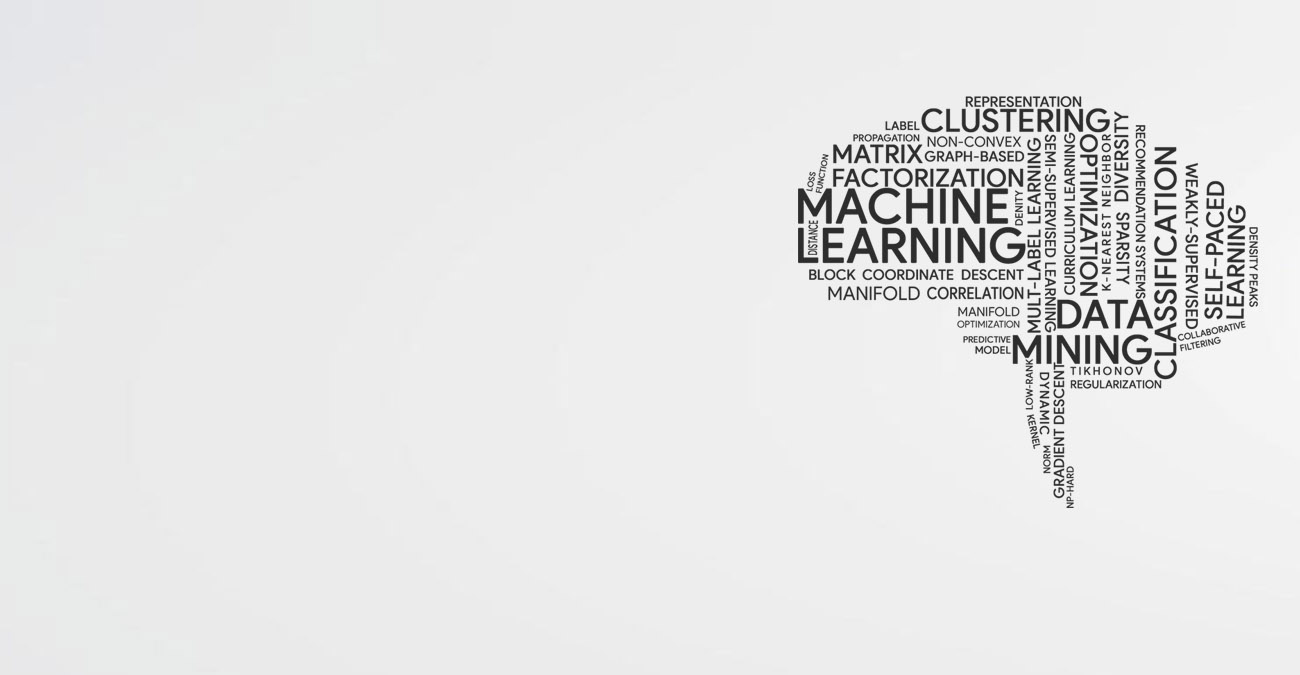 REPRESENTATION
LABEL
PROPAGATION
CLUSTERING
NON-CONVEX
MATRIX
GRAPH-BASED
LOSS
FUNCTION
FACTORIZATION
MACHINE
DENITY
DISTANCE
LEARNING
BLOCK COORDINATE DESCENT
MANIFOLD CORRELATION
MANIFOLD
OPTIMIZATION
PREDICTIVE
MODEL
MULT-LABEL LEARNING
SEMI-SUPERVISED LEARNING
CURRICULUM LEARNING
OPTIMIZATION
K-NEAREST NEIGHBOR
DIVERSITY
SPARSITY
RECOMMENDATION SYSTEMS
CLASSIFICATION
WEAKLY-SUPERVISED
SELF-PACED
LEARNING
DENSITY PEAKS
DATA
MINING
COLLABORATIVE
FILTERING
TIKHONOV
REGULARIZATION
LOW-RANK
KERNEL
DYNAMIC
NORM
GRADIENT DESCENT
NP-HARD